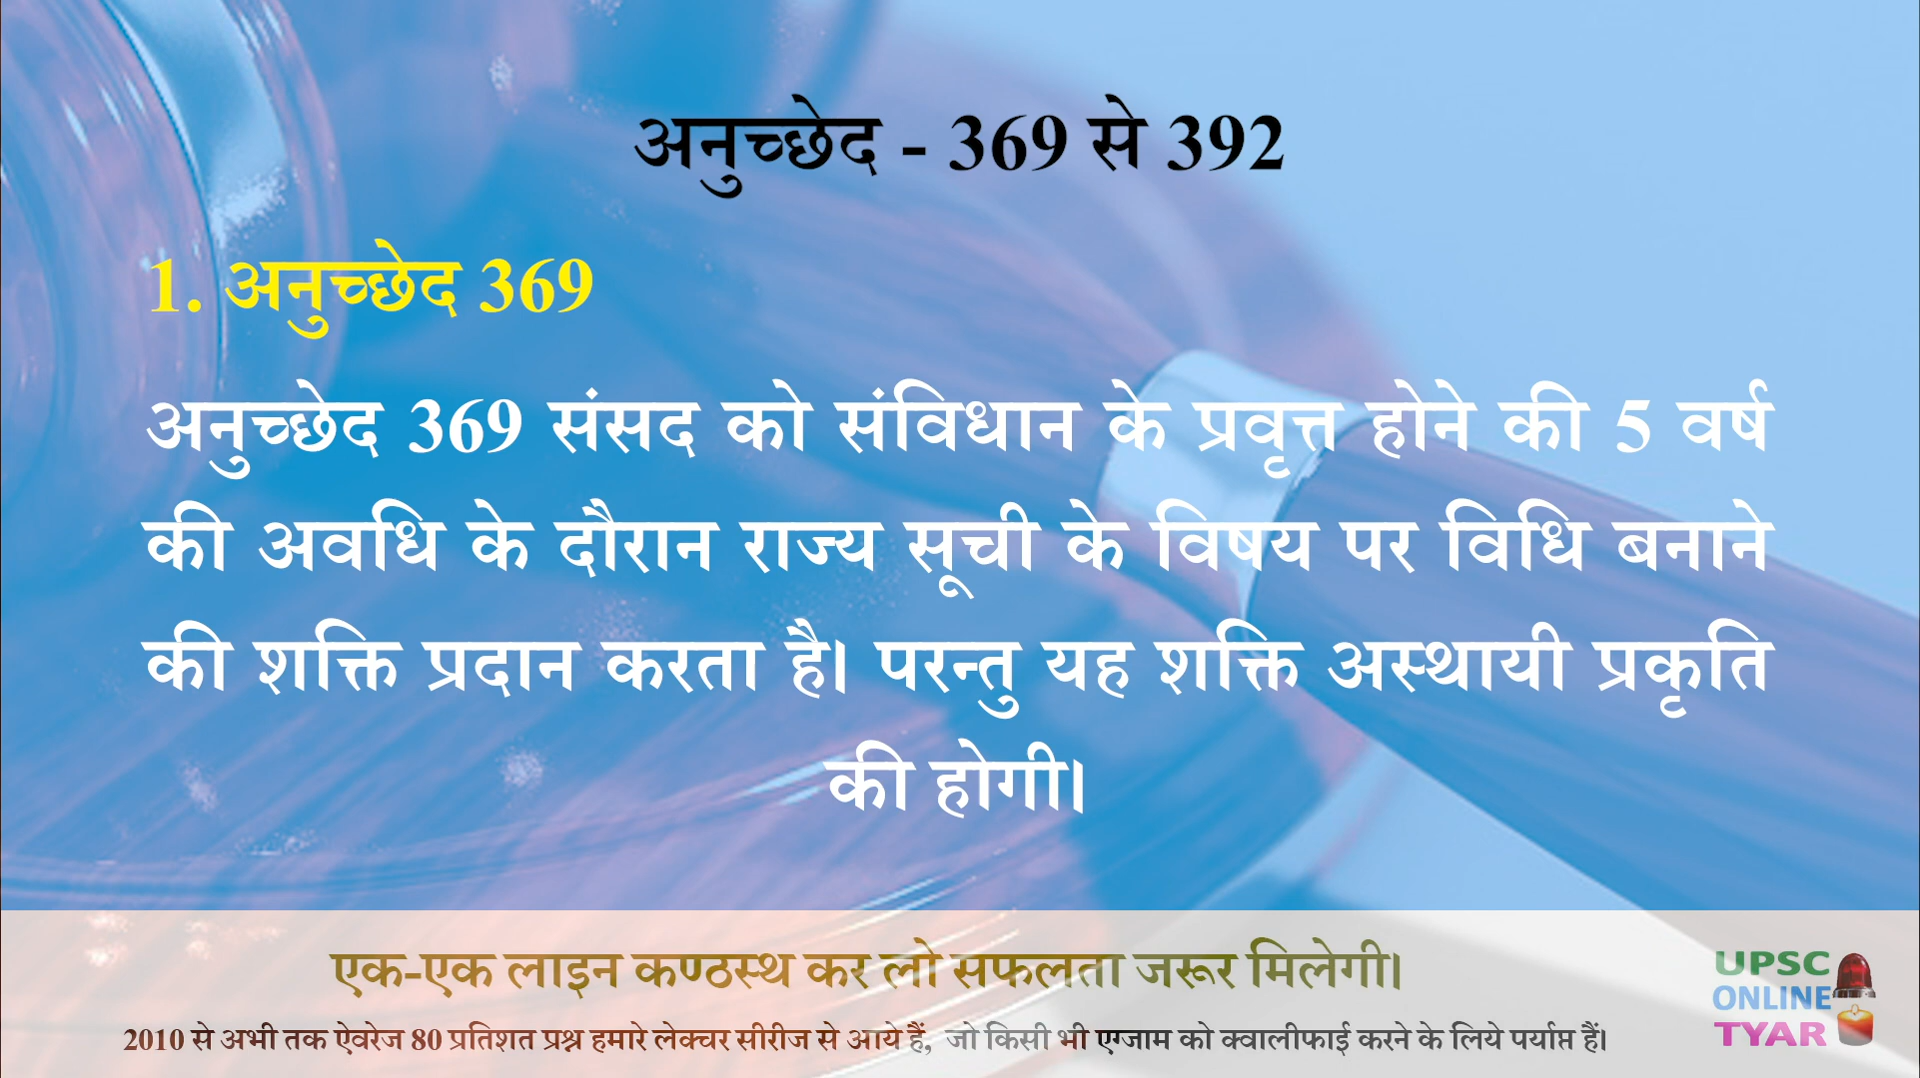 अनुच्छेद - 369 से 392
1. अनुच्छेद 369
अनुच्छेद 369 संसद को संविधान के प्रवृत्त होने की 5 वर्ष
की अवधि के दौरान राज्य सूची के विषय पर विधि बनाने
की शक्ति प्रदान करता है। परन्तु यह शक्ति अस्थायी प्रकृति
की होगी।
एक-एक लाइन कण्ठस्थ कर लो सफलता जरूर मिलेगी।
2010 से अभी तक ऐवरेज 80 प्रतिशत प्रश्न हमारे लेक्चर सीरीज से आये हैं, जो किसी भी एग्जाम को क्वालीफाई करने के लिये पर्याप्त हैं।
UPSC
ONLINE
TYAR